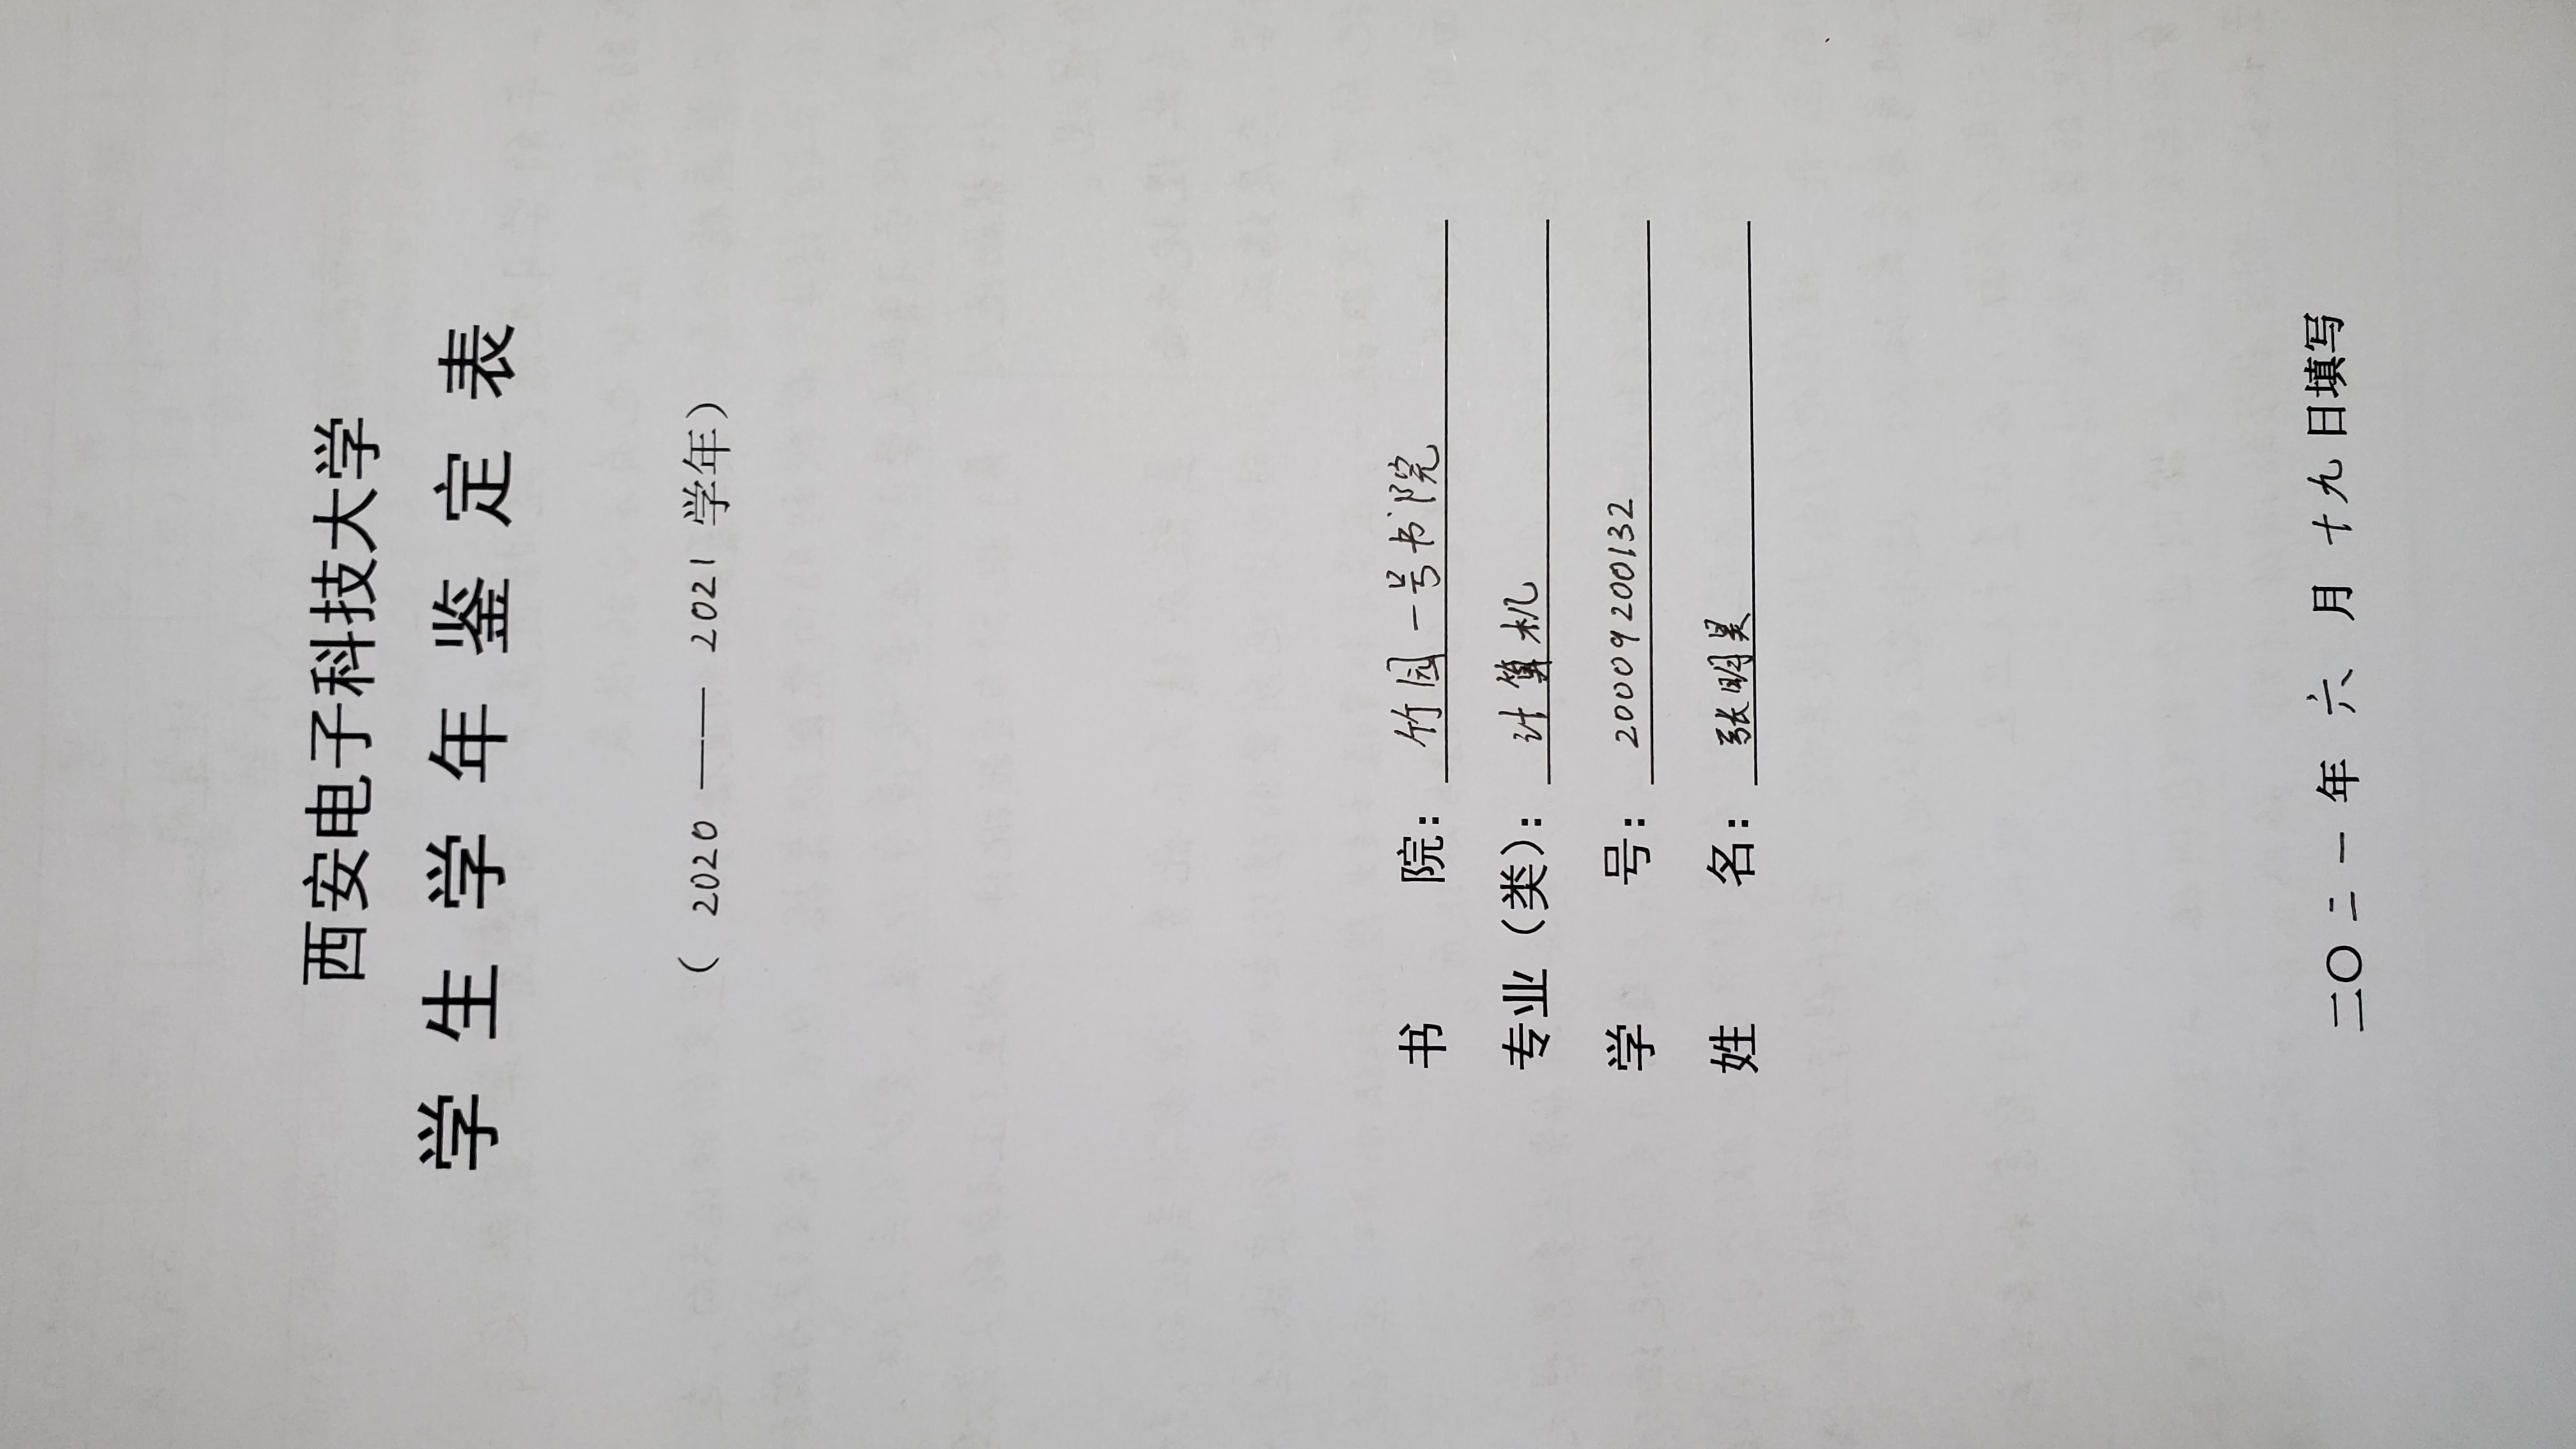 西安电子科技大学
学生学年鉴定表
（ 2020 —— 2021 学年）
书 院： 竹园一号书院
专业（类）： 计算机
学 号： 20009200132
姓 名： 张明昊
二〇二一年 六 月 十九日填写